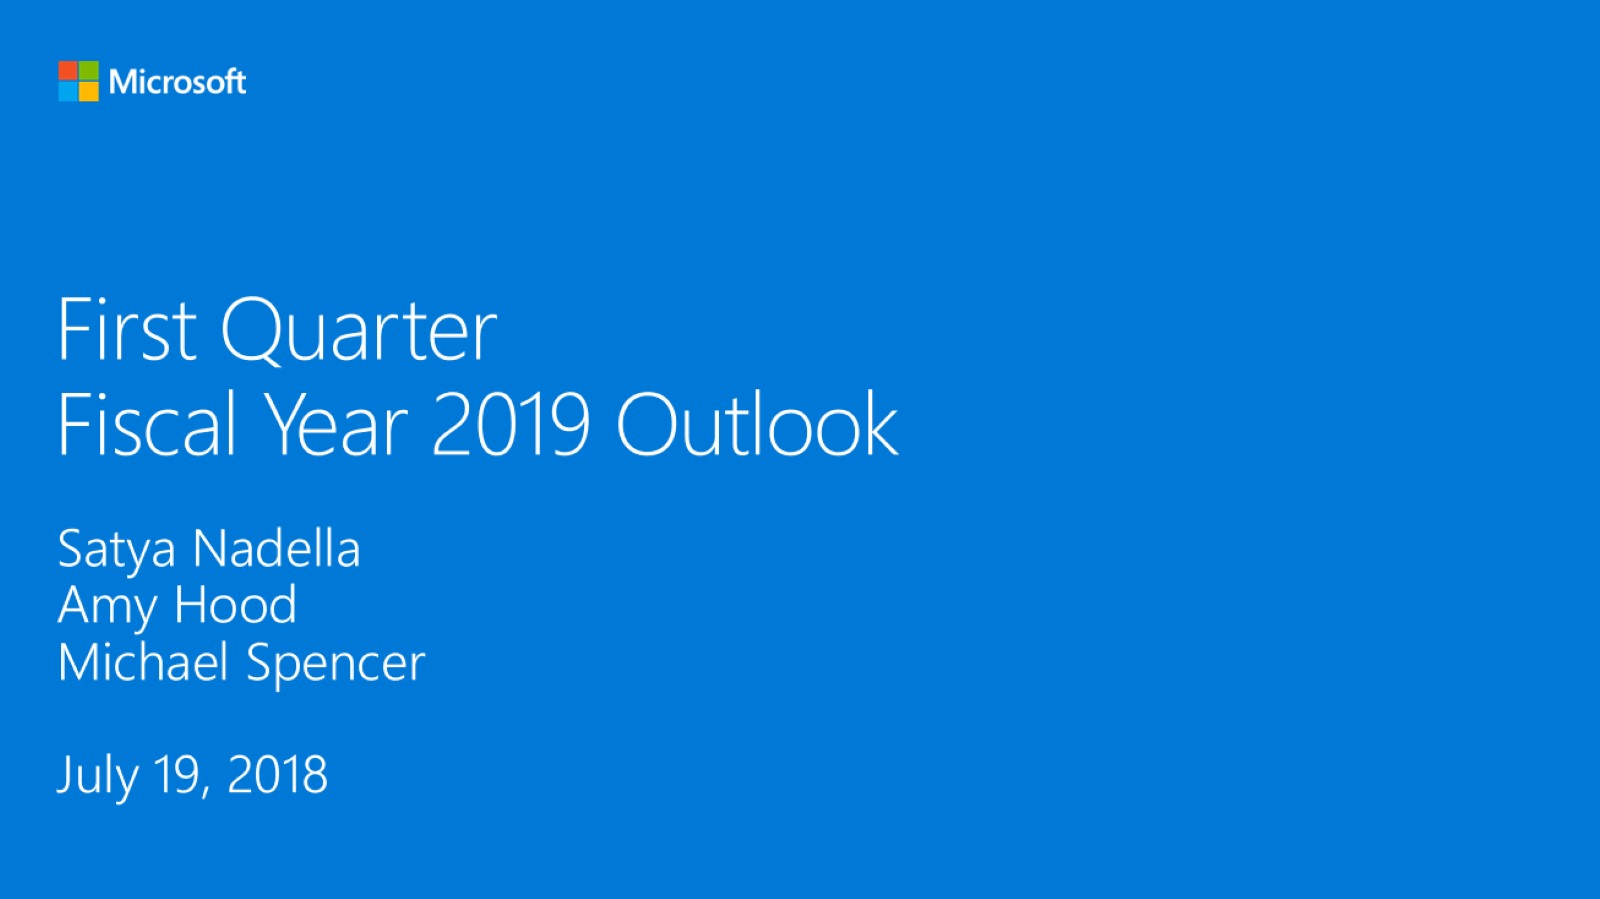 Microsoft
First Quarter
Fiscal Year 2019 Outlook
Satya Nadella
Amy Hood
Michael Spencer
July 19, 2018